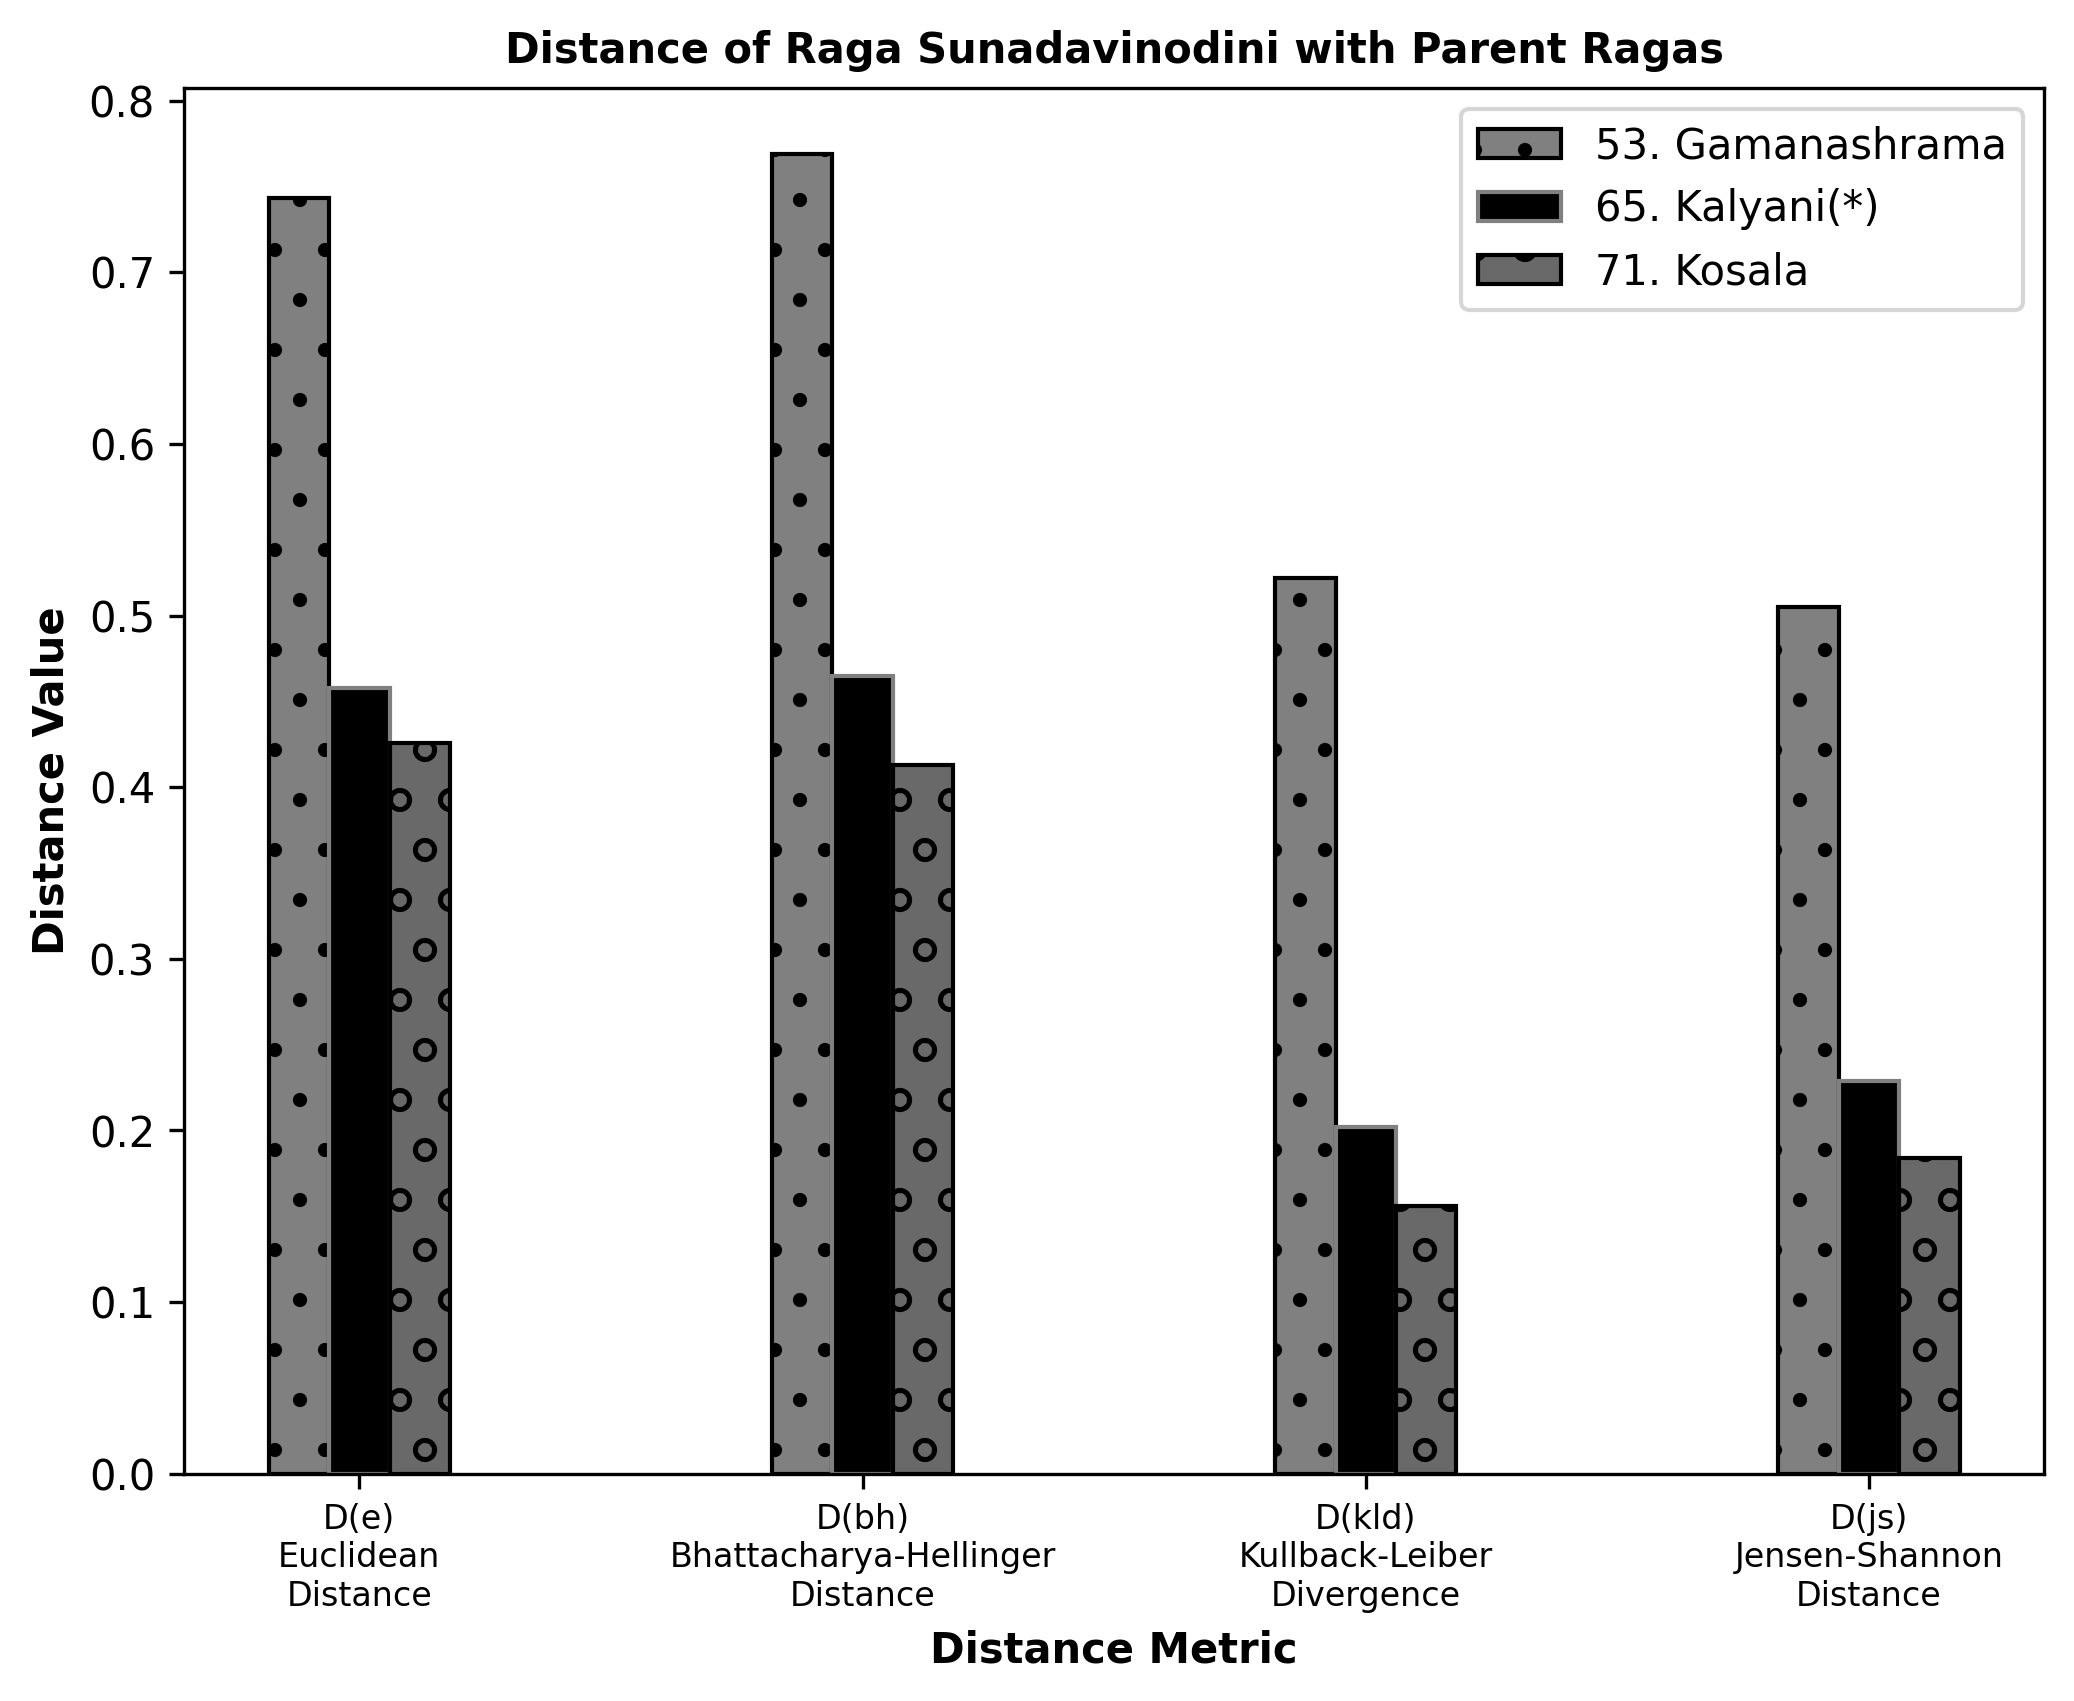 Distance of Raga Sunadavinodini with Parent Ragas
53. Gamanashrama
65. Kalyani(*)
71. Kosala
Distance Value
0.8
0.7
0.6
0.5
0.4
0.3
0.2
0.1
0.0
D(e)
Euclidean
Distance
D(bh)
Bhattacharya-Hellinger
Distance
D(kld)
Kullback-Leiber
Divergence
D(js)
Jensen-Shannon
Distance
Distance Metric